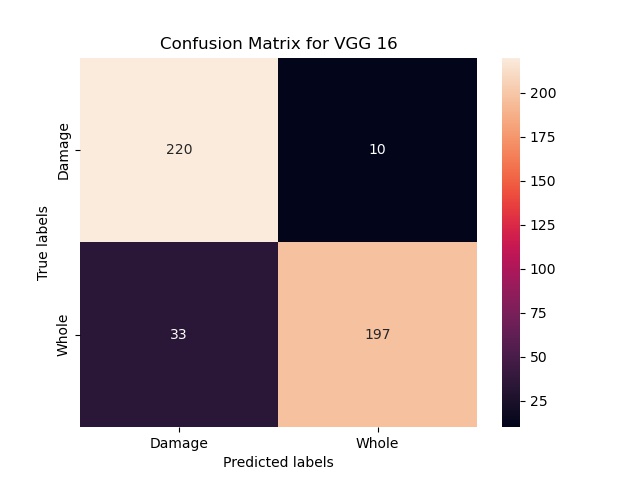 Confusion Matrix for VGG 16
True labels
Damage
Whole
220
10
33
197
Damage
Whole
Predicted labels
200
175
150
125
100
75
50
25